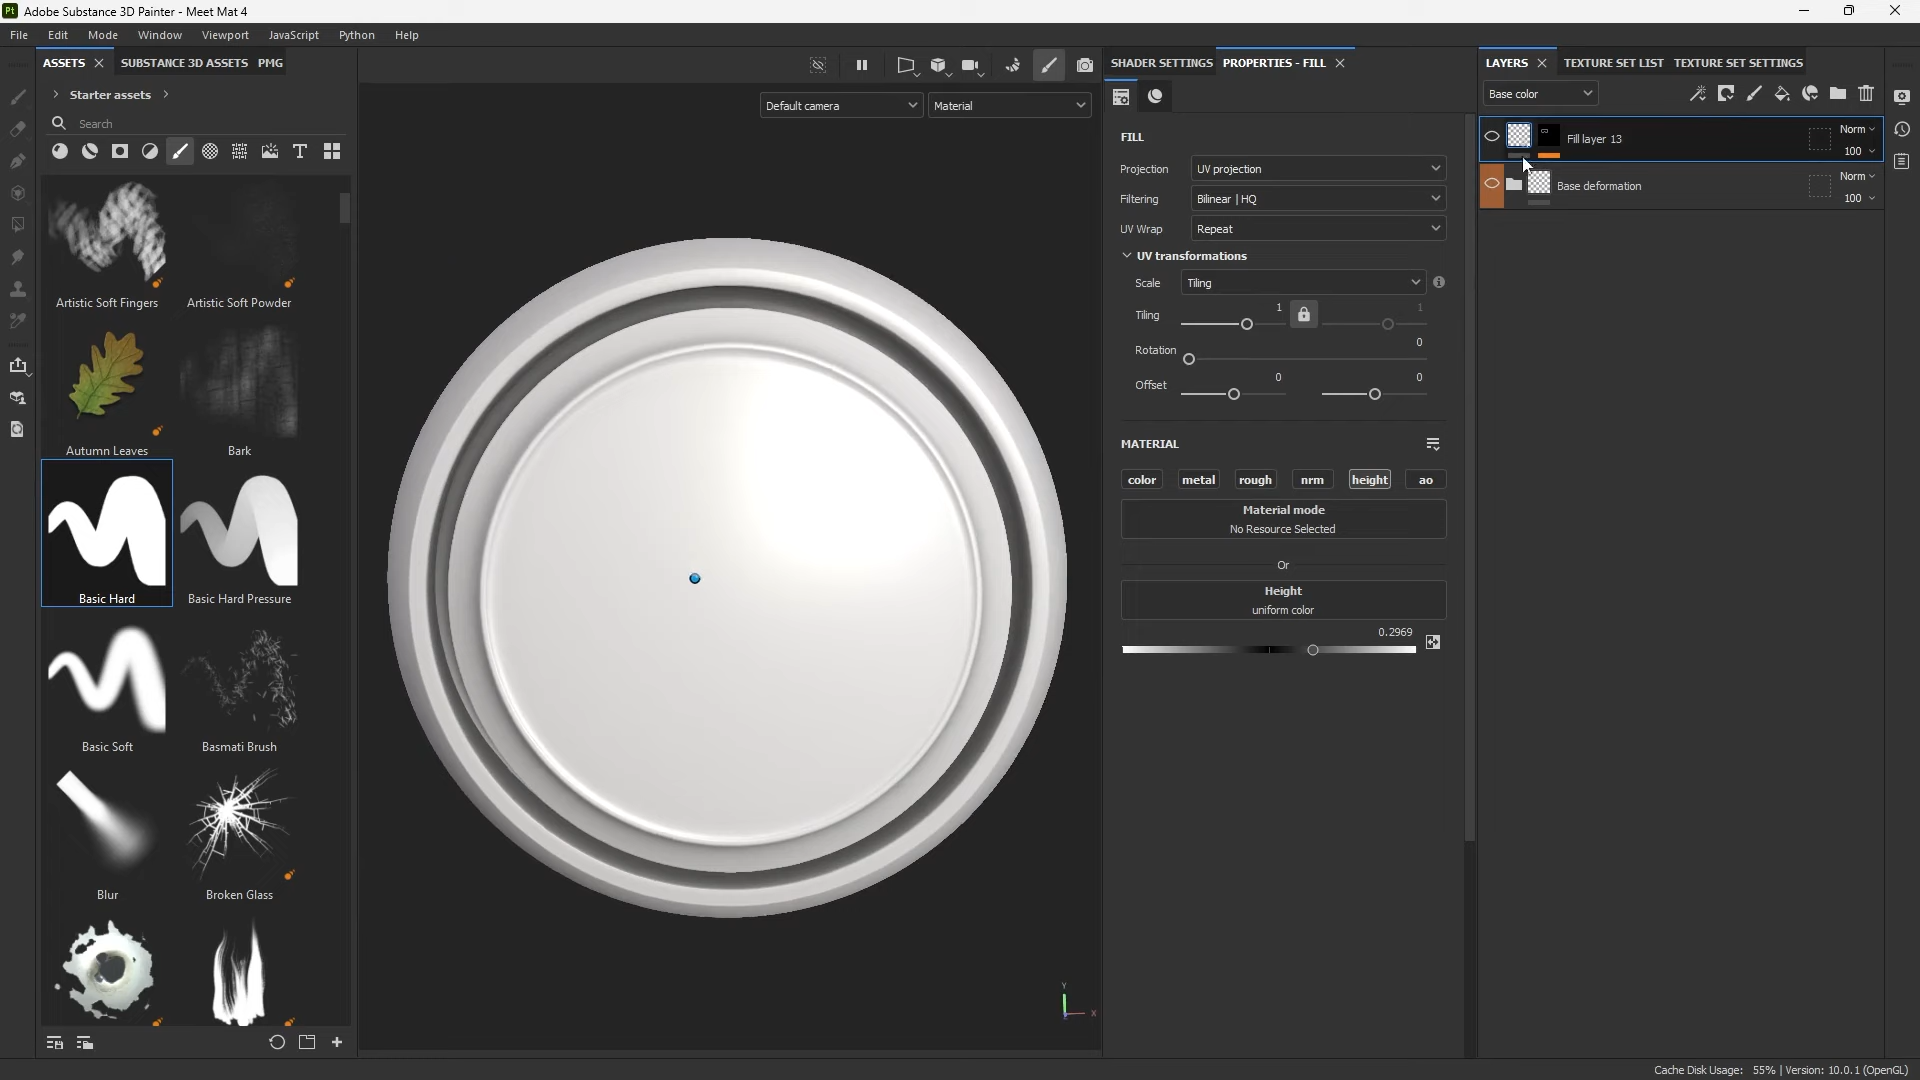 Pt Adobe Substance 3D Painter - Meet Mat 4
File Edit Mode Window Viewport JavaScript Python Help
ASSETS SUBSTANCE 3D ASSETS PMG
Starter assets
Search
Artistic Soft Fingers Artistic Soft Powder
Autumn Leaves Bark
Basic Hard Basic Hard Pressure
Basic Soft Basmati Brush
Blur Broken Glass
Default camera Material
Y
X
SHADER SETTINGS PROPERTIES - FILL
FILL
Projection UV projection
Filtering Bilinear | HQ
UV Wrap Repeat
UV transformations
Scale Tiling
Tiling 1 1
Rotation 0
Offset 0 0
MATERIAL
color metal rough nrm height ao
Material mode
No Resource Selected
Or
Height
uniform color
0.2969
LAYERS TEXTURE SET LIST TEXTURE SET SETTINGS
Base color
Fill layer 13 Norm
100
Base deformation Norm
100
Cache Disk Usage: 55% | Version: 10.0.1 (OpenGL)